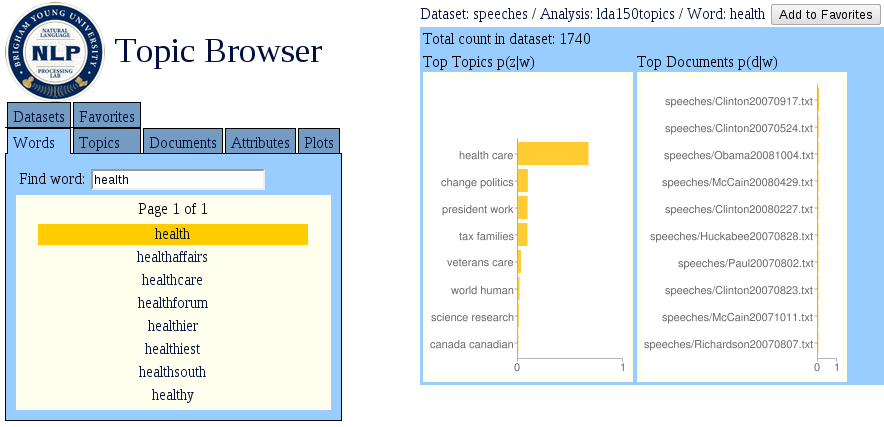 BRIGHAM YOUNG UNIVERSITY
NATURAL LANGUAGE
NLP
PROCESSING LAB
Topic Browser
Datasets Favorites
Words Topics Documents Attributes Plots
Find word: health
Page 1 of 1
health
healthaffairs
healthcare
healthforum
healthier
healthiest
healthsouth
healthy
Dataset: speeches / Analysis: lda150topics / Word: health Add to Favorites
Total count in dataset: 1740
Top Topics p(z|w)
health care
change politics
president work
tax families
veterans care
world human
science research
canada canadian
0 1
Top Documents p(d|w)
speeches/Clinton20070917.txt
speeches/Clinton20070524.txt
speeches/Obama20081004.txt
speeches/McCain20080429.txt
speeches/Clinton20080227.txt
speeches/Huckabee20070828.txt
speeches/Paul20070802.txt
speeches/Clinton20070823.txt
speeches/McCain20071011.txt
speeches/Richardson20070807.txt
0 1